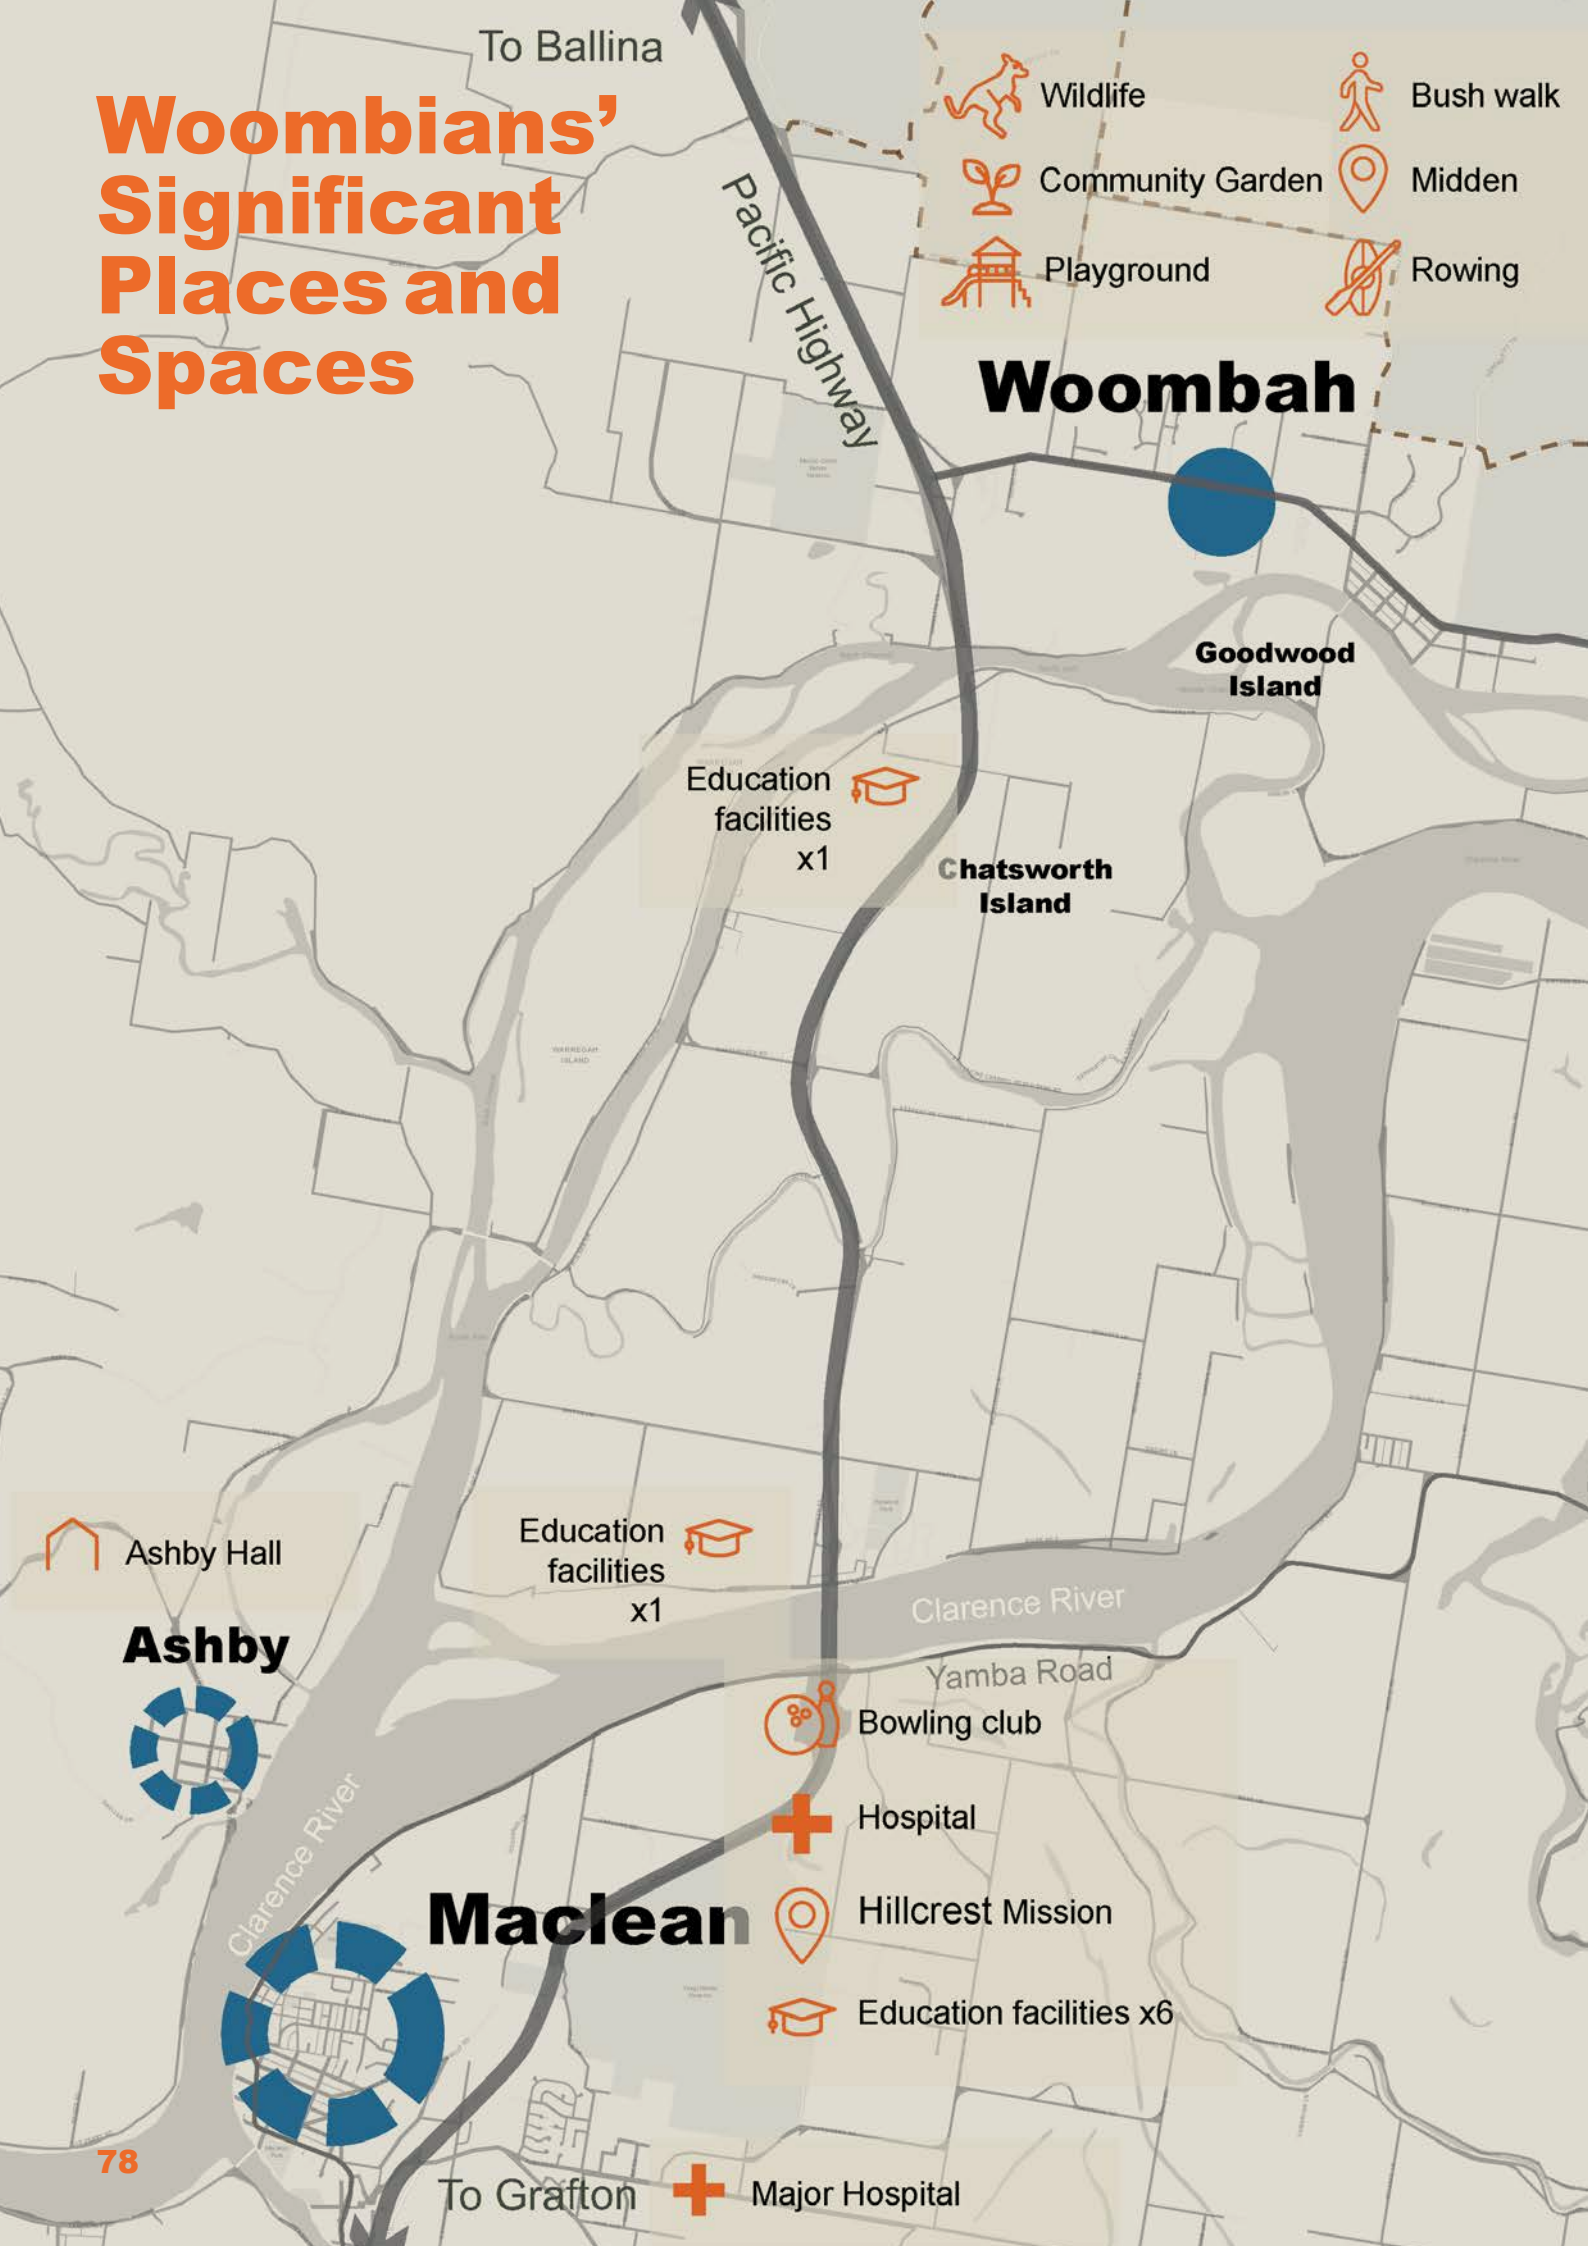 To Ballina
Woombians’
Significant
Places and
Spaces
Wildlife
Bush walk
Community Garden
Midden
Playground
Rowing
Pacific Highway
Woombah
Goodwood
Island
Education
facilities
x1
Chatsworth
Island
WARREGAH
ISLAND
Ashby Hall
Education
facilities
x1
Clarence River
Ashby
Yamba Road
Bowling club
Hospital
Clarence River
Maclean
Hillcrest Mission
Education facilities x6
78
To Grafton
Major Hospital